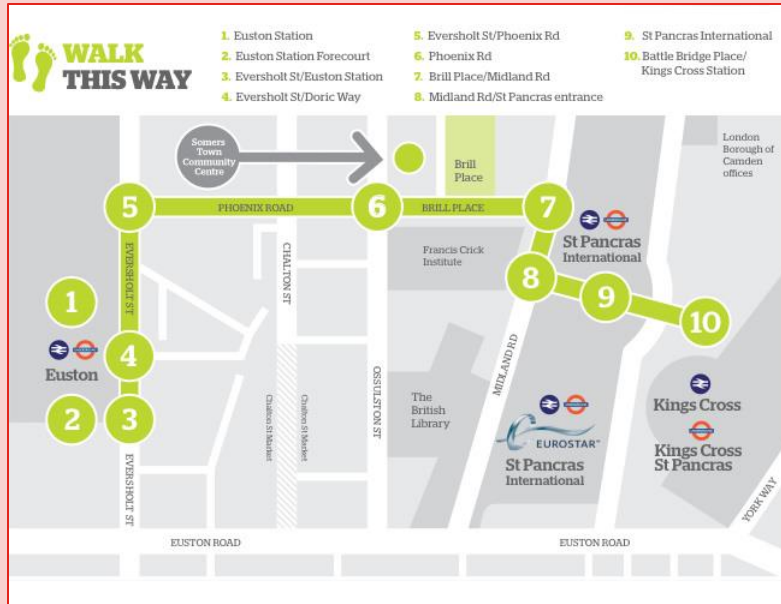 WALK
THIS WAY
1. Euston Station
2. Euston Station Forecourt
3. Eversholt St/Euston Station
4. Eversholt St/Doric Way
5. Eversholt St/Phoenix Rd
6. Phoenix Rd
7. Brill Place/Midland Rd
8. Midland Rd/St Pancras entrance
9. St Pancras International
10. Battle Bridge Place/
Kings Cross Station
Somers
Town
Community
Centre
London
Borough of
Camden
offices
Brill
Place
5
PHOENIX ROAD
6
BRILL PLACE
7
St Pancras
International
EVERSHOLT ST
CHALTON ST
Francis Crick
Institute
8
9
10
1
4
Euston
2
3
OSSULSTON ST
MIDLAND RD
Chalton St Market
Chalton St Market
The
British
Library
EUROSTAR™
St Pancras
International
Kings Cross
Kings Cross
St Pancras
YORK WAY
EVERSHOLT ST
EUSTON ROAD
EUSTON ROAD